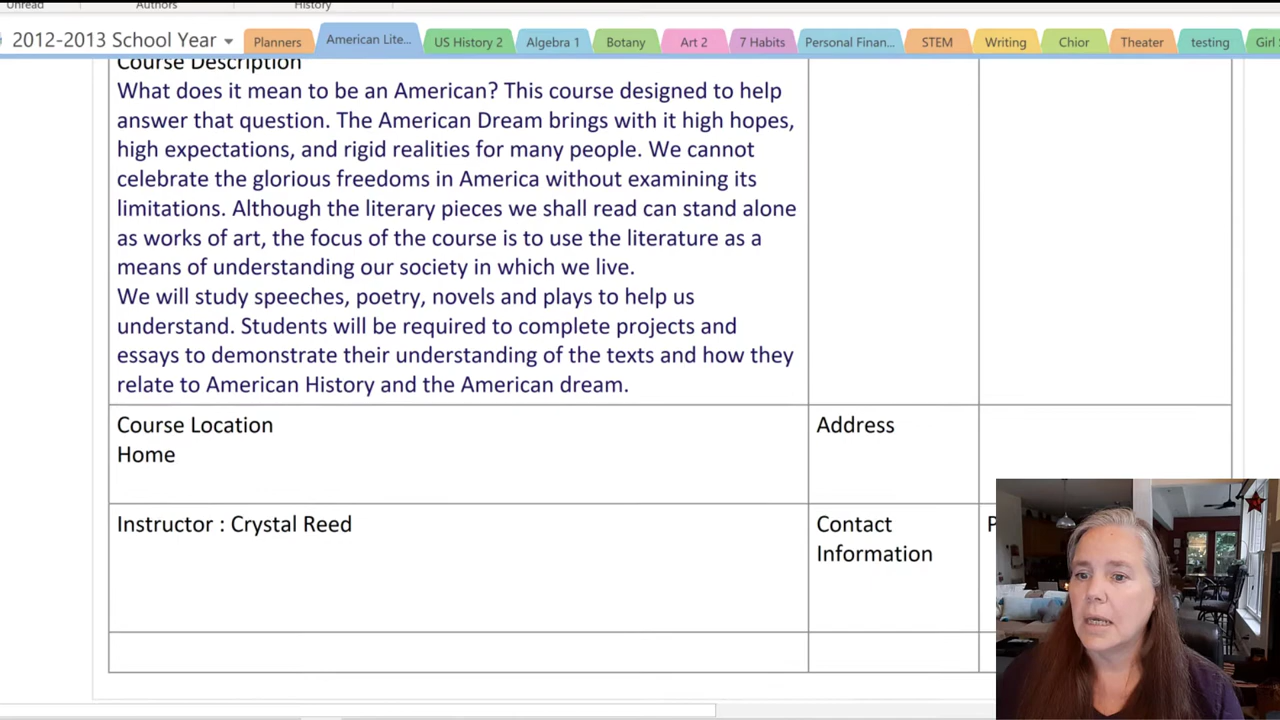 Unread Authors History
2012-2013 School Year Planners American Lite... US History 2 Algebra 1 Botany Art 2 7 Habits Personal Finan... STEM Writing Chior Theater testing Girl
Course Description
What does it mean to be an American? This course designed to help
answer that question. The American Dream brings with it high hopes,
high expectations, and rigid realities for many people. We cannot
celebrate the glorious freedoms in America without examining its
limitations. Although the literary pieces we shall read can stand alone
as works of art, the focus of the course is to use the literature as a
means of understanding our society in which we live.
We will study speeches, poetry, novels and plays to help us
understand. Students will be required to complete projects and
essays to demonstrate their understanding of the texts and how they
relate to American History and the American dream.
Course Location Address
Home
Instructor : Crystal Reed Contact
Information